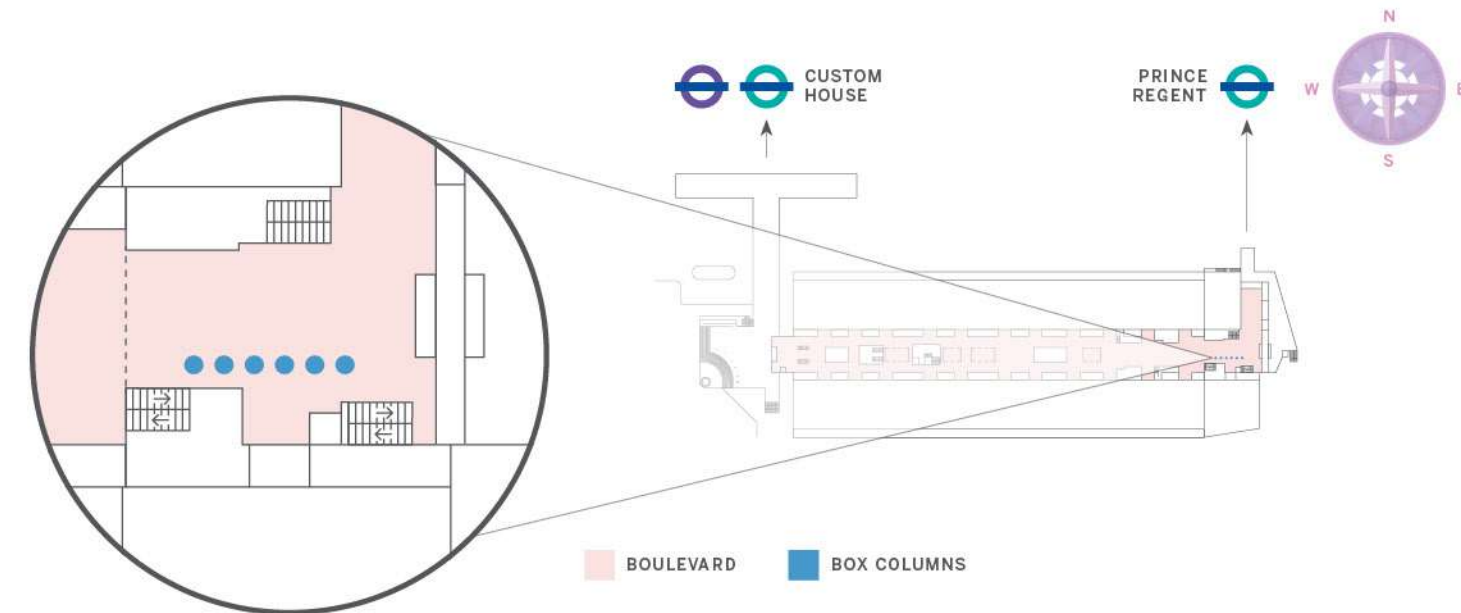 N
CUSTOM
HOUSE
PRINCE
REGENT
W
E
S
BOULEVARD
BOX COLUMNS